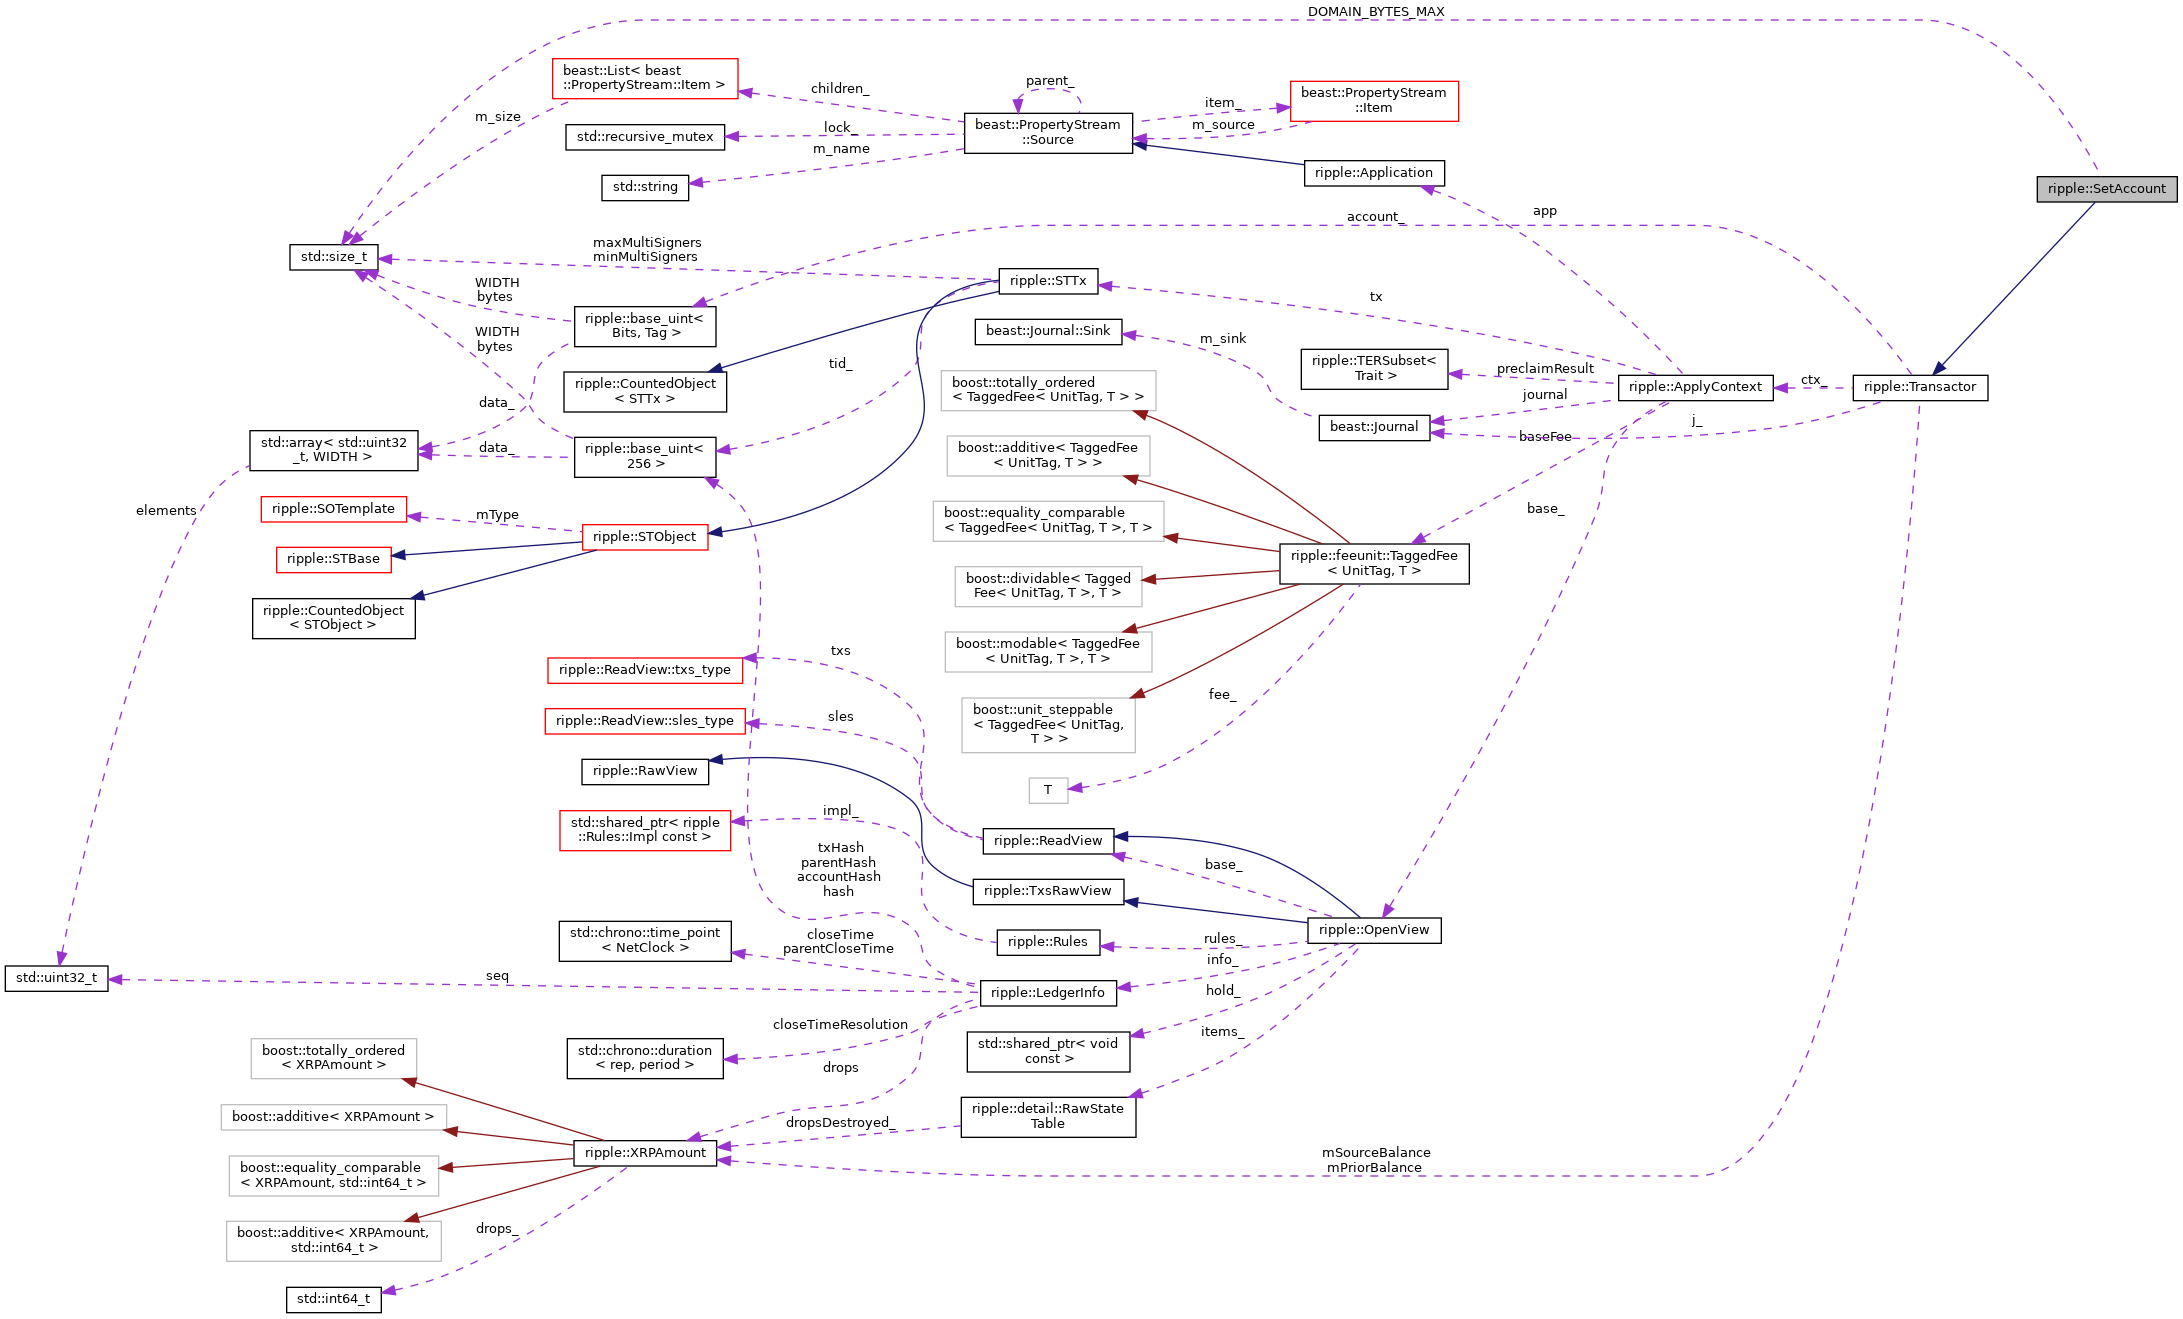 DOMAIN_BYTES_MAX
beast::List< beast
::PropertyStream::Item >
children_
parent_
beast::PropertyStream
::Item
item_
m_source
m_size
lock_
std::recursive_mutex
beast::PropertyStream
::Source
m_name
std::string
ripple::Application
ripple::SetAccount
app
account_
maxMultiSigners
minMultiSigners
std::size_t
WIDTH
bytes
ripple::STTx
tx
ripple::base_uint<
Bits, Tag >
WIDTH
bytes
beast::Journal::Sink
m_sink
tid_
ripple::CountedObject
< STTx >
boost::totally_ordered
< TaggedFee< UnitTag, T > >
ripple::TERSubset<
Trait >
preclaimResult
journal
ripple::ApplyContext
ctx_
ripple::Transactor
data_
beast::Journal
j_
baseFee
std::array< std::uint32
_t, WIDTH >
data_
ripple::base_uint<
256 >
boost::additive< TaggedFee
< UnitTag, T > >
elements
ripple::SOTemplate
mType
ripple::STObject
boost::equality_comparable
< TaggedFee< UnitTag, T >, T >
base_
ripple::STBase
ripple::feeunit::TaggedFee
< UnitTag, T >
boost::dividable< Tagged
Fee< UnitTag, T >, T >
ripple::CountedObject
< STObject >
boost::modable< TaggedFee
< UnitTag, T >, T >
txs
ripple::ReadView::txs_type
fee_
boost::unit_steppable
< TaggedFee< UnitTag,
T > >
sles
ripple::ReadView::sles_type
ripple::RawView
T
impl_
std::shared_ptr< ripple
::Rules::Impl const >
ripple::ReadView
base_
txHash
parentHash
accountHash
hash
ripple::TxsRawView
ripple::OpenView
std::chrono::time_point
< NetClock >
closeTime
parentCloseTime
ripple::Rules
rules_
info_
std::uint32_t
seq
ripple::LedgerInfo
hold_
closeTimeResolution
std::shared_ptr< void
const >
items_
boost::totally_ordered
< XRPAmount >
std::chrono::duration
< rep, period >
drops
boost::additive< XRPAmount >
dropsDestroyed_
ripple::detail::RawState
Table
ripple::XRPAmount
mSourceBalance
mPriorBalance
boost::equality_comparable
< XRPAmount, std::int64_t >
boost::additive< XRPAmount,
std::int64_t >
drops_
std::int64_t